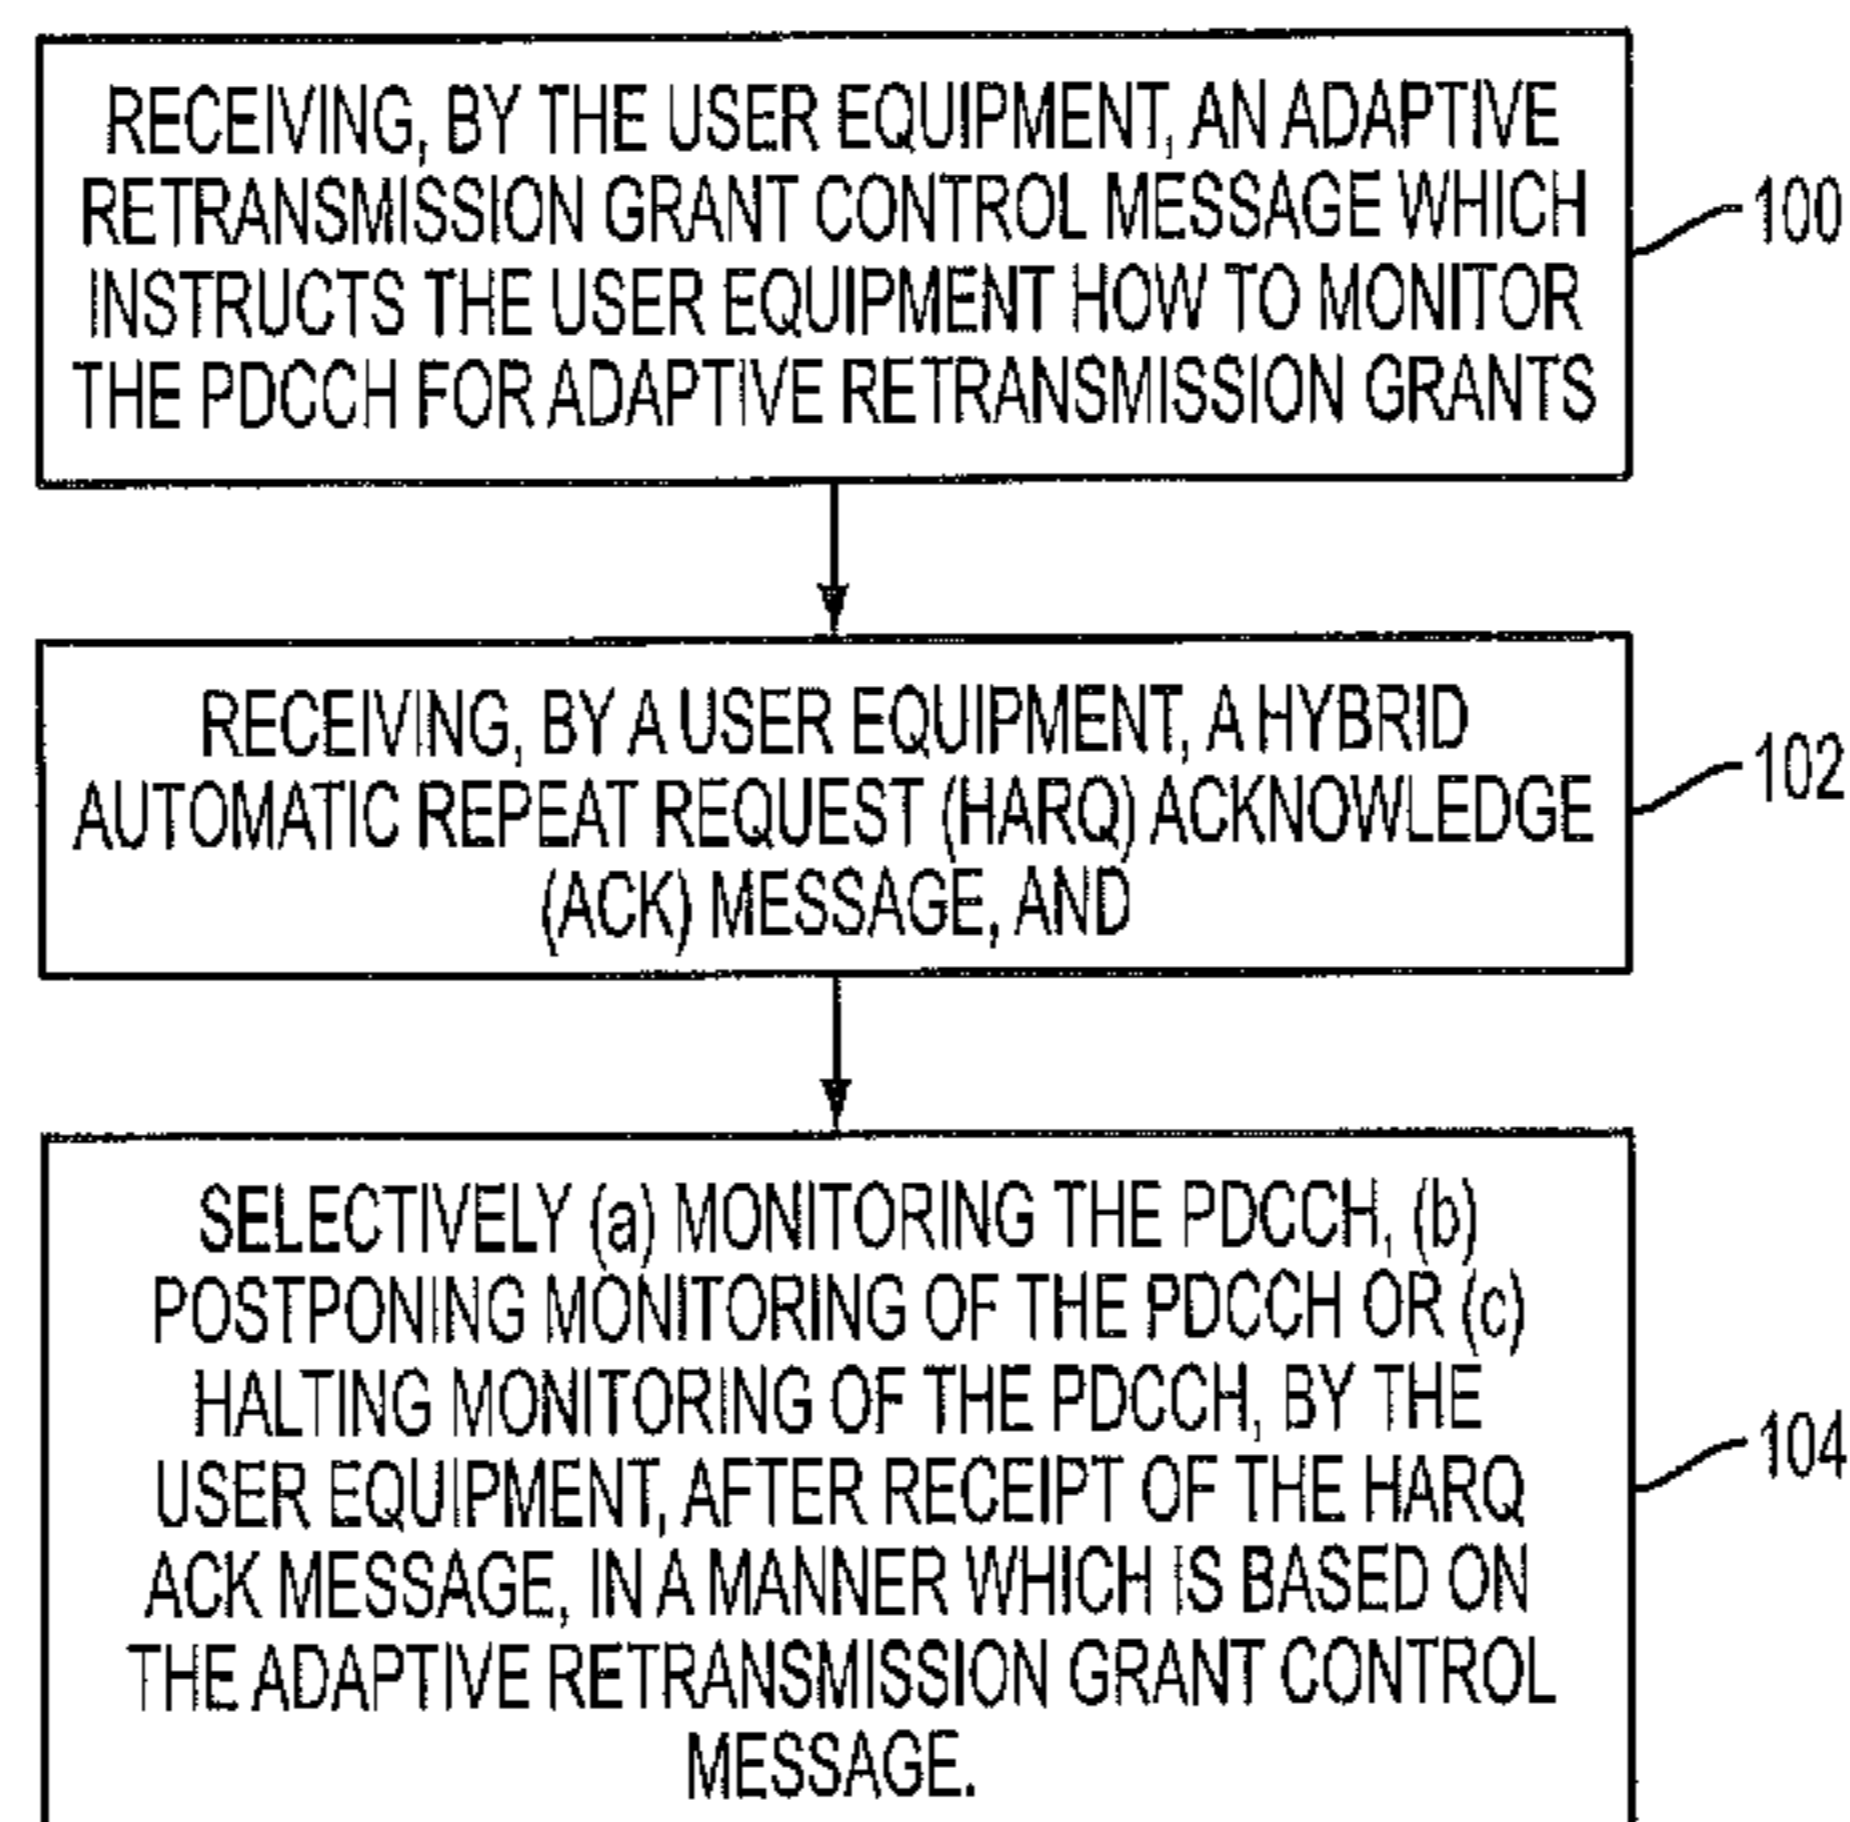 RECEIVING, BY THE USER EQUIPMENT, AN ADAPTIVE
RETRANSMISSION GRANT CONTROL MESSAGE WHICH
INSTRUCTS THE USER EQUIPMENT HOW TO MONITOR
THE PDCCH FOR ADAPTIVE RETRANSMISSION GRANTS
100
RECEIVING, BY A USER EQUIPMENT, A HYBRID
AUTOMATIC REPEAT REQUEST (HARQ) ACKNOWLEDGE
(ACK) MESSAGE, AND
102
SELECTIVELY (a) MONITORING THE PDCCH, (b)
POSTPONING MONITORING OF THE PDCCH OR (c)
HALTING MONITORING OF THE PDCCH, BY THE
USER EQUIPMENT, AFTER RECEIPT OF THE HARQ
ACK MESSAGE, IN A MANNER WHICH IS BASED ON
THE ADAPTIVE RETRANSMISSION GRANT CONTROL
MESSAGE.
104